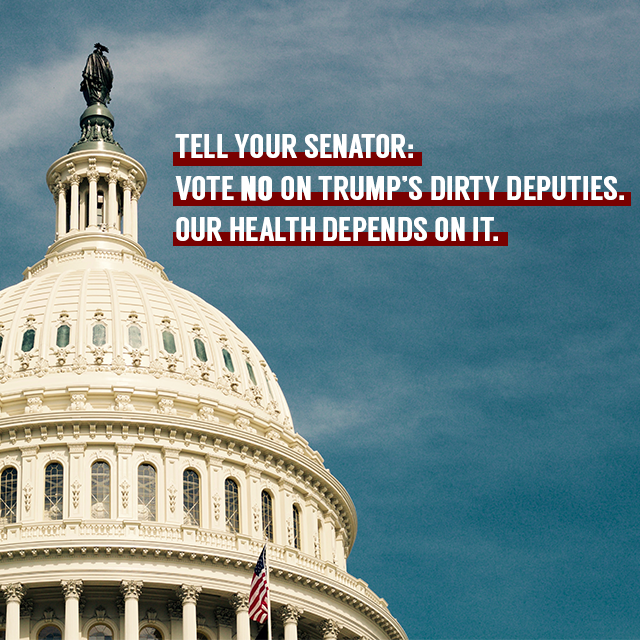 TELL YOUR SENATOR:
VOTE NO ON TRUMP'S DIRTY DEPUTIES.
OUR HEALTH DEPENDS ON IT.